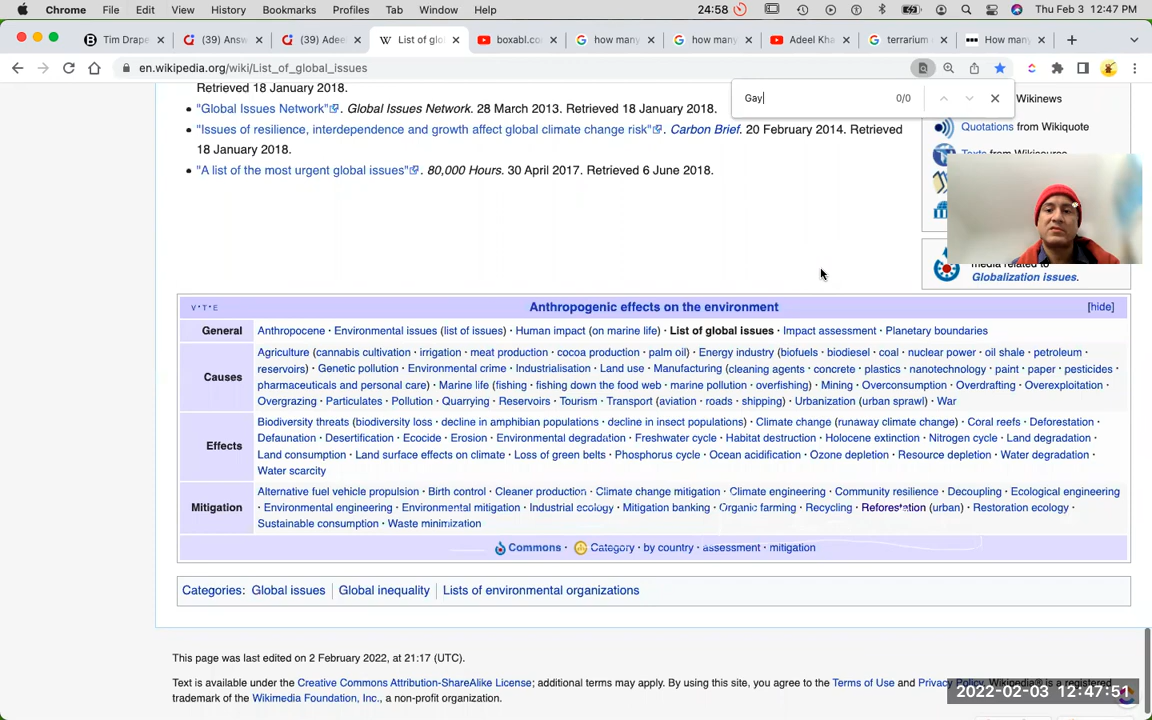 Chrome File Edit View History Bookmarks Profiles Tab Window Help 24:58 Thu Feb 3 12:47 PM
Tim Drape (39) Answ (39) Adee List of glo boxabl.co how many how many Adeel Kha terrarium How many
en.wikipedia.org/wiki/List_of_global_issues
Retrieved 18 January 2018.
Gay 0/0
Wikinews
"Global Issues Network". Global Issues Network. 28 March 2013. Retrieved 18 January 2018.
Quotations from Wikiquote
"Issues of resilience, interdependence and growth affect global climate change risk". Carbon Brief. 20 February 2014. Retrieved
18 January 2018.
Texts from Wikisource
"A list of the most urgent global issues". 80,000 Hours. 30 April 2017. Retrieved 6 June 2018.
media related to
Globalization issues.
V·T·E Anthropogenic effects on the environment [hide]
General Anthropocene · Environmental issues (list of issues) · Human impact (on marine life) · List of global issues · Impact assessment · Planetary boundaries
Causes
Agriculture (cannabis cultivation · irrigation · meat production · cocoa production · palm oil) · Energy industry (biofuels · biodiesel · coal · nuclear power · oil shale · petroleum ·
reservoirs) · Genetic pollution · Environmental crime · Industrialisation · Land use · Manufacturing (cleaning agents · concrete · plastics · nanotechnology · paint · paper · pesticides ·
pharmaceuticals and personal care) · Marine life (fishing · fishing down the food web · marine pollution · overfishing) · Mining · Overconsumption · Overdrafting · Overexploitation ·
Overgrazing · Particulates · Pollution · Quarrying · Reservoirs · Tourism · Transport (aviation · roads · shipping) · Urbanization (urban sprawl) · War
Effects
Biodiversity threats (biodiversity loss · decline in amphibian populations · decline in insect populations) · Climate change (runaway climate change) · Coral reefs · Deforestation ·
Defaunation · Desertification · Ecocide · Erosion · Environmental degradation · Freshwater cycle · Habitat destruction · Holocene extinction · Nitrogen cycle · Land degradation ·
Land consumption · Land surface effects on climate · Loss of green belts · Phosphorus cycle · Ocean acidification · Ozone depletion · Resource depletion · Water degradation ·
Water scarcity
Mitigation
Alternative fuel vehicle propulsion · Birth control · Cleaner production · Climate change mitigation · Climate engineering · Community resilience · Decoupling · Ecological engineering
· Environmental engineering · Environmental mitigation · Industrial ecology · Mitigation banking · Organic farming · Recycling · Reforestation (urban) · Restoration ecology ·
Sustainable consumption · Waste minimization
Commons · Category · by country · assessment · mitigation
Categories: Global issues | Global inequality | Lists of environmental organizations
This page was last edited on 2 February 2022, at 21:17 (UTC).
Text is available under the Creative Commons Attribution-ShareAlike License; additional terms may apply. By using this site, you agree to the Terms of Use and Privacy Policy. Wikipedia® is a registered
trademark of the Wikimedia Foundation, Inc., a non-profit organization.
2022-02-03 12:47:51